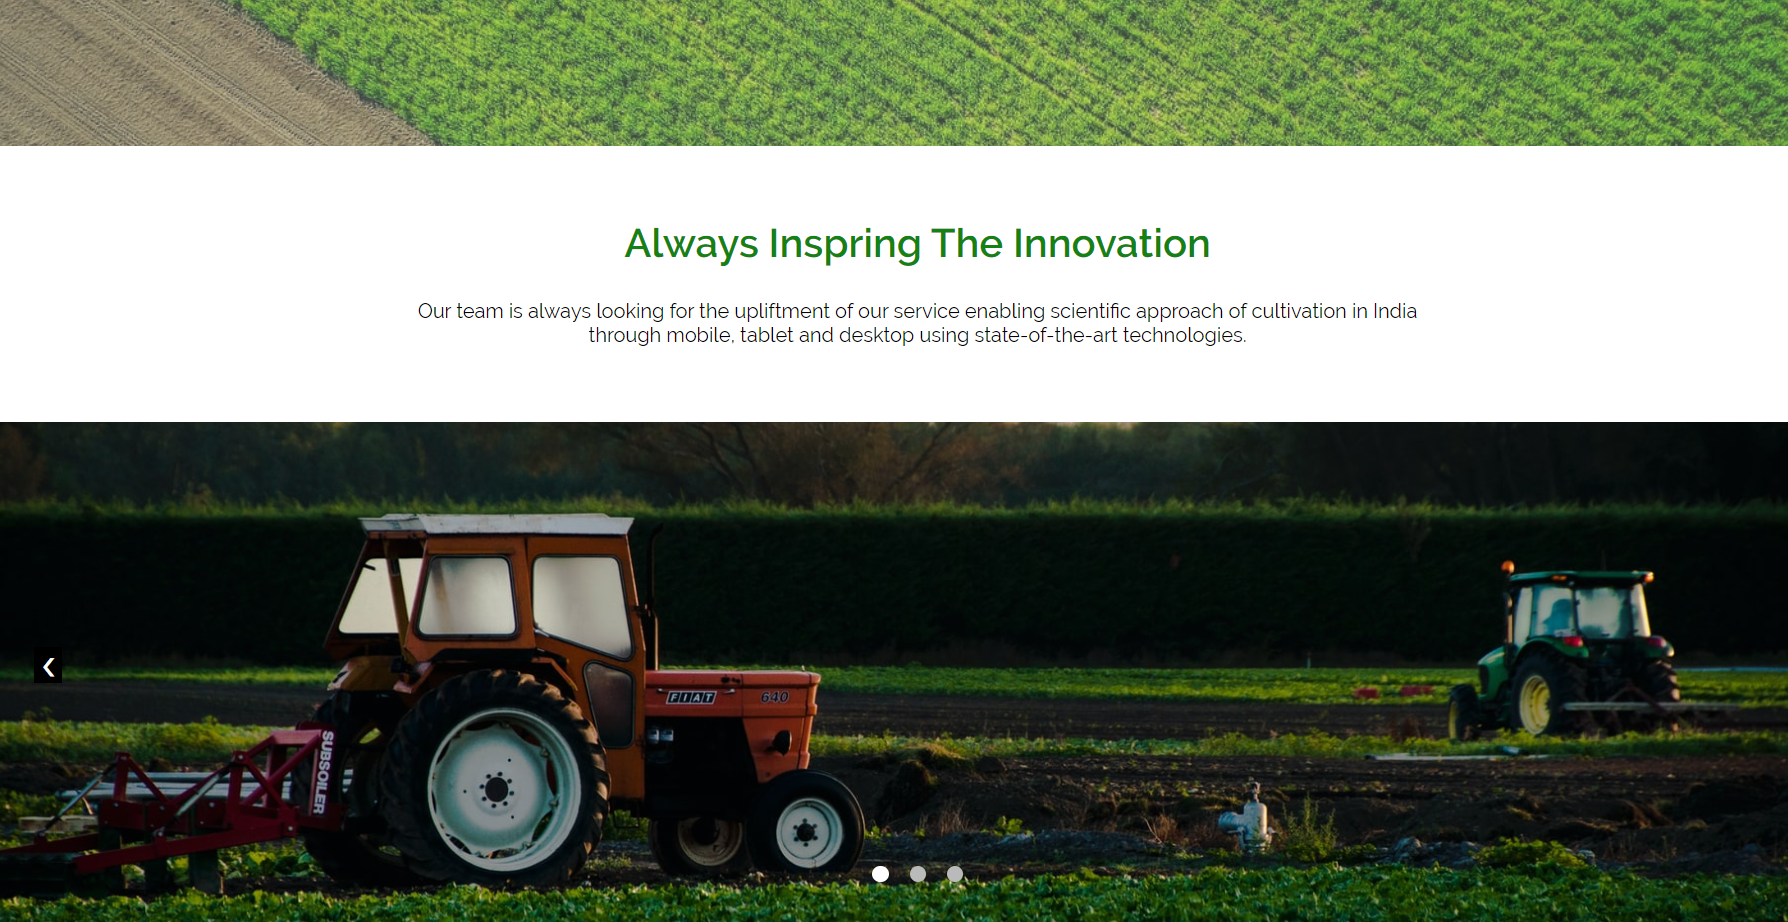 Always Inspring The Innovation
Our team is always looking for the upliftment of our service enabling scientific approach of cultivation in India
through mobile, tablet and desktop using state-of-the-art technologies.
FIAT 640
SUBSOILER